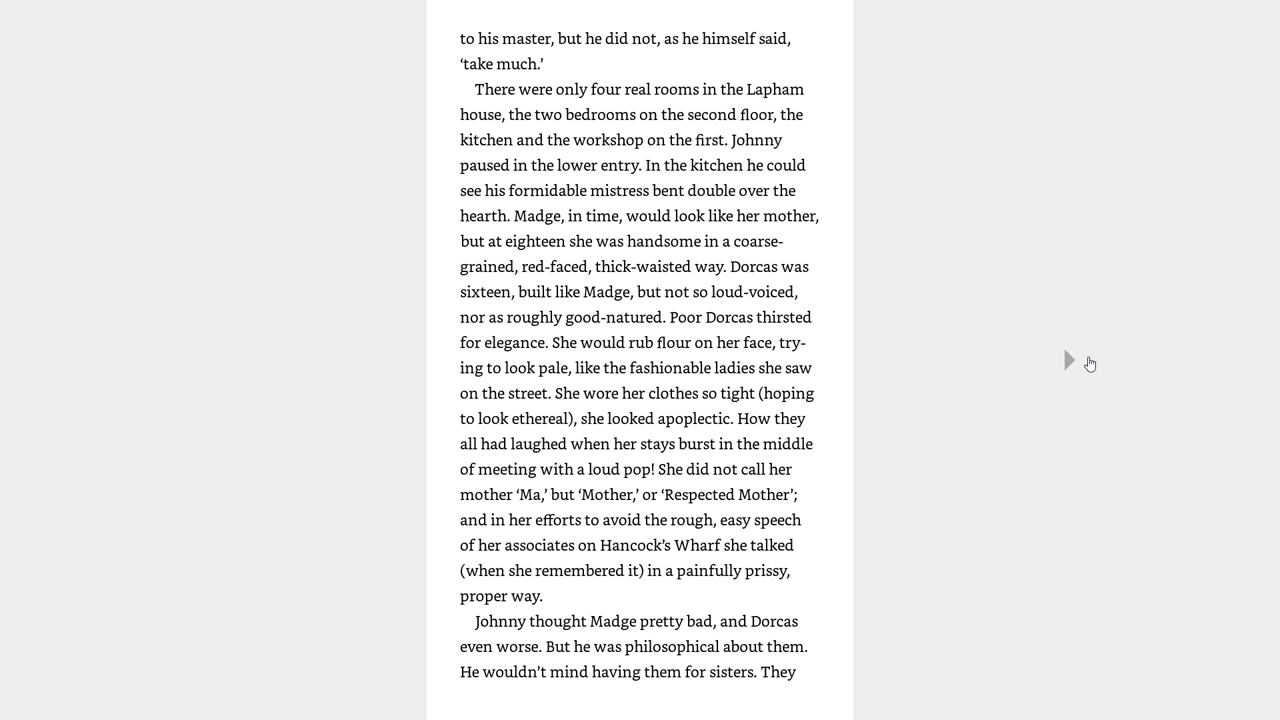 to his master, but he did not, as he himself said,
‘take much.’
There were only four real rooms in the Lapham
house, the two bedrooms on the second floor, the
kitchen and the workshop on the first. Johnny
paused in the lower entry. In the kitchen he could
see his formidable mistress bent double over the
hearth. Madge, in time, would look like her mother,
but at eighteen she was handsome in a coarse-
grained, red-faced, thick-waisted way. Dorcas was
sixteen, built like Madge, but not so loud-voiced,
nor as roughly good-natured. Poor Dorcas thirsted
for elegance. She would rub flour on her face, try-
ing to look pale, like the fashionable ladies she saw
on the street. She wore her clothes so tight (hoping
to look ethereal), she looked apoplectic. How they
all had laughed when her stays burst in the middle
of meeting with a loud pop! She did not call her
mother ‘Ma,’ but ‘Mother,’ or ‘Respected Mother’;
and in her efforts to avoid the rough, easy speech
of her associates on Hancock’s Wharf she talked
(when she remembered it) in a painfully prissy,
proper way.
Johnny thought Madge pretty bad, and Dorcas
even worse. But he was philosophical about them.
He wouldn’t mind having them for sisters. They